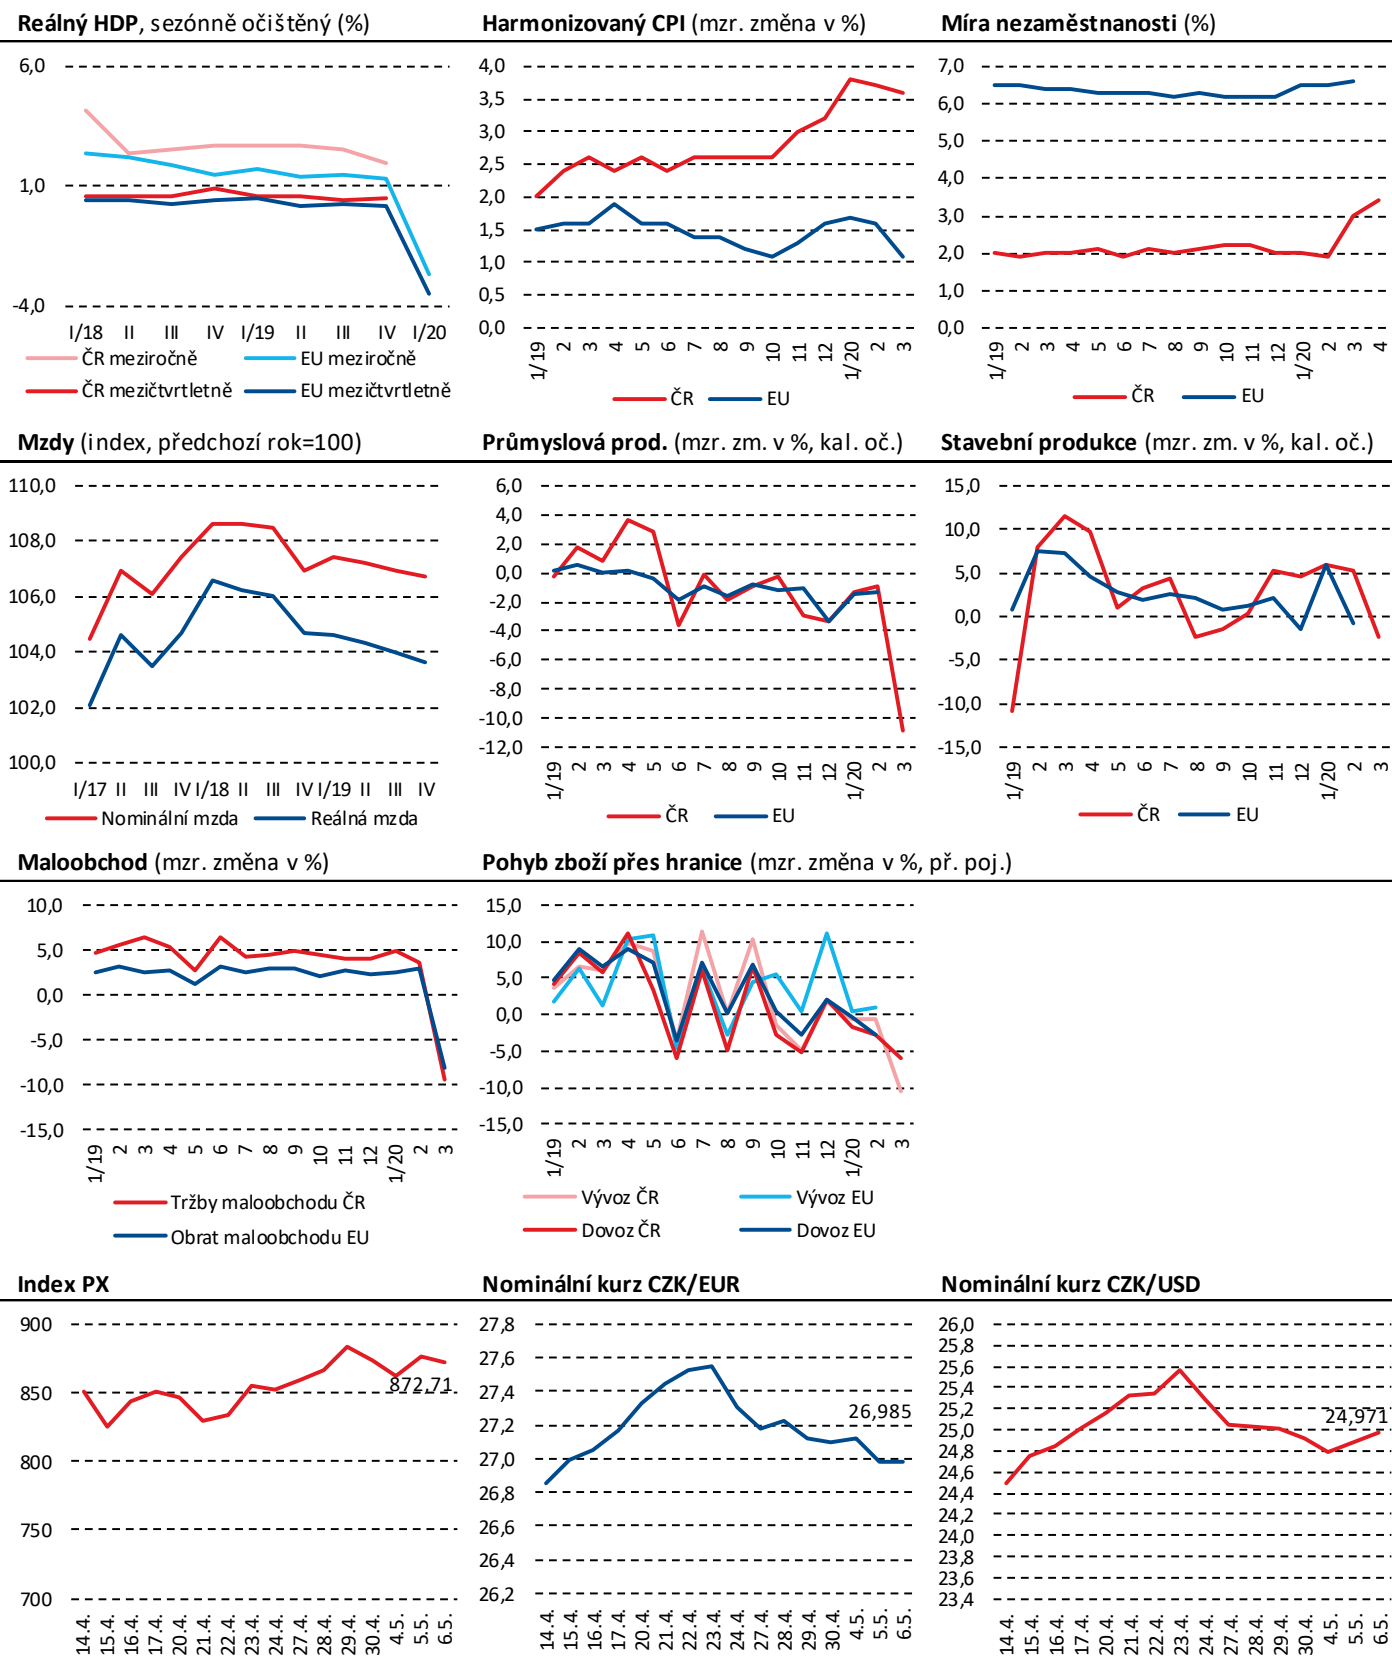 Reálný HDP, sezónně očištěný (%)
6,0
1,0
-4,0
I/18 II III IV I/19 II III IV I/20
ČR meziročně EU meziročně
ČR mezičtvrtletně EU mezičtvrtletně
Harmonizovaný CPI (mzr. změna v %)
4,0
3,5
3,0
2,5
2,0
1,5
1,0
0,5
0,0
1/19 2 3 4 5 6 7 8 9 10 11 12 1/20 2 3
ČR EU
Míra nezaměstnanosti (%)
7,0
6,0
5,0
4,0
3,0
2,0
1,0
0,0
1/19 2 3 4 5 6 7 8 9 10 11 12 1/20 2 3 4
ČR EU
Mzdy (index, předchozí rok=100)
110,0
108,0
106,0
104,0
102,0
100,0
I/17 II III IV I/18 II III IV I/19 II III IV
Nominální mzda Reálná mzda
Průmyslová prod. (mzr. zm. v %, kal. oč.)
6,0
4,0
2,0
0,0
-2,0
-4,0
-6,0
-8,0
-10,0
-12,0
1/19 2 3 4 5 6 7 8 9 10 11 12 1/20 2 3
ČR EU
Stavební produkce (mzr. zm. v %, kal. oč.)
15,0
10,0
5,0
0,0
-5,0
-10,0
-15,0
1/19 2 3 4 5 6 7 8 9 10 11 12 1/20 2 3
ČR EU
Maloobchod (mzr. změna v %)
10,0
5,0
0,0
-5,0
-10,0
-15,0
1/19 2 3 4 5 6 7 8 9 10 11 12 1/20 2 3
Tržby maloobchodu ČR
Obrat maloobchodu EU
Pohyb zboží přes hranice (mzr. změna v %, př. poj.)
15,0
10,0
5,0
0,0
-5,0
-10,0
-15,0
1/19 2 3 4 5 6 7 8 9 10 11 12 1/20 2 3
Vývoz ČR Vývoz EU
Dovoz ČR Dovoz EU
Index PX
900
850
800
750
700
872,71
14.4. 15.4. 16.4. 17.4. 20.4. 21.4. 22.4. 23.4. 24.4. 27.4. 28.4. 29.4. 30.4. 4.5. 5.5. 6.5.
Nominální kurz CZK/EUR
27,8
27,6
27,4
27,2
27,0
26,8
26,6
26,4
26,2
26,985
14.4. 15.4. 16.4. 17.4. 20.4. 21.4. 22.4. 23.4. 24.4. 27.4. 28.4. 29.4. 30.4. 4.5. 5.5. 6.5.
Nominální kurz CZK/USD
26,0
25,8
25,6
25,4
25,2
25,0
24,8
24,6
24,4
24,2
24,0
23,8
23,6
23,4
24,971
14.4. 15.4. 16.4. 17.4. 20.4. 21.4. 22.4. 23.4. 24.4. 27.4. 28.4. 29.4. 30.4. 4.5. 5.5. 6.5.